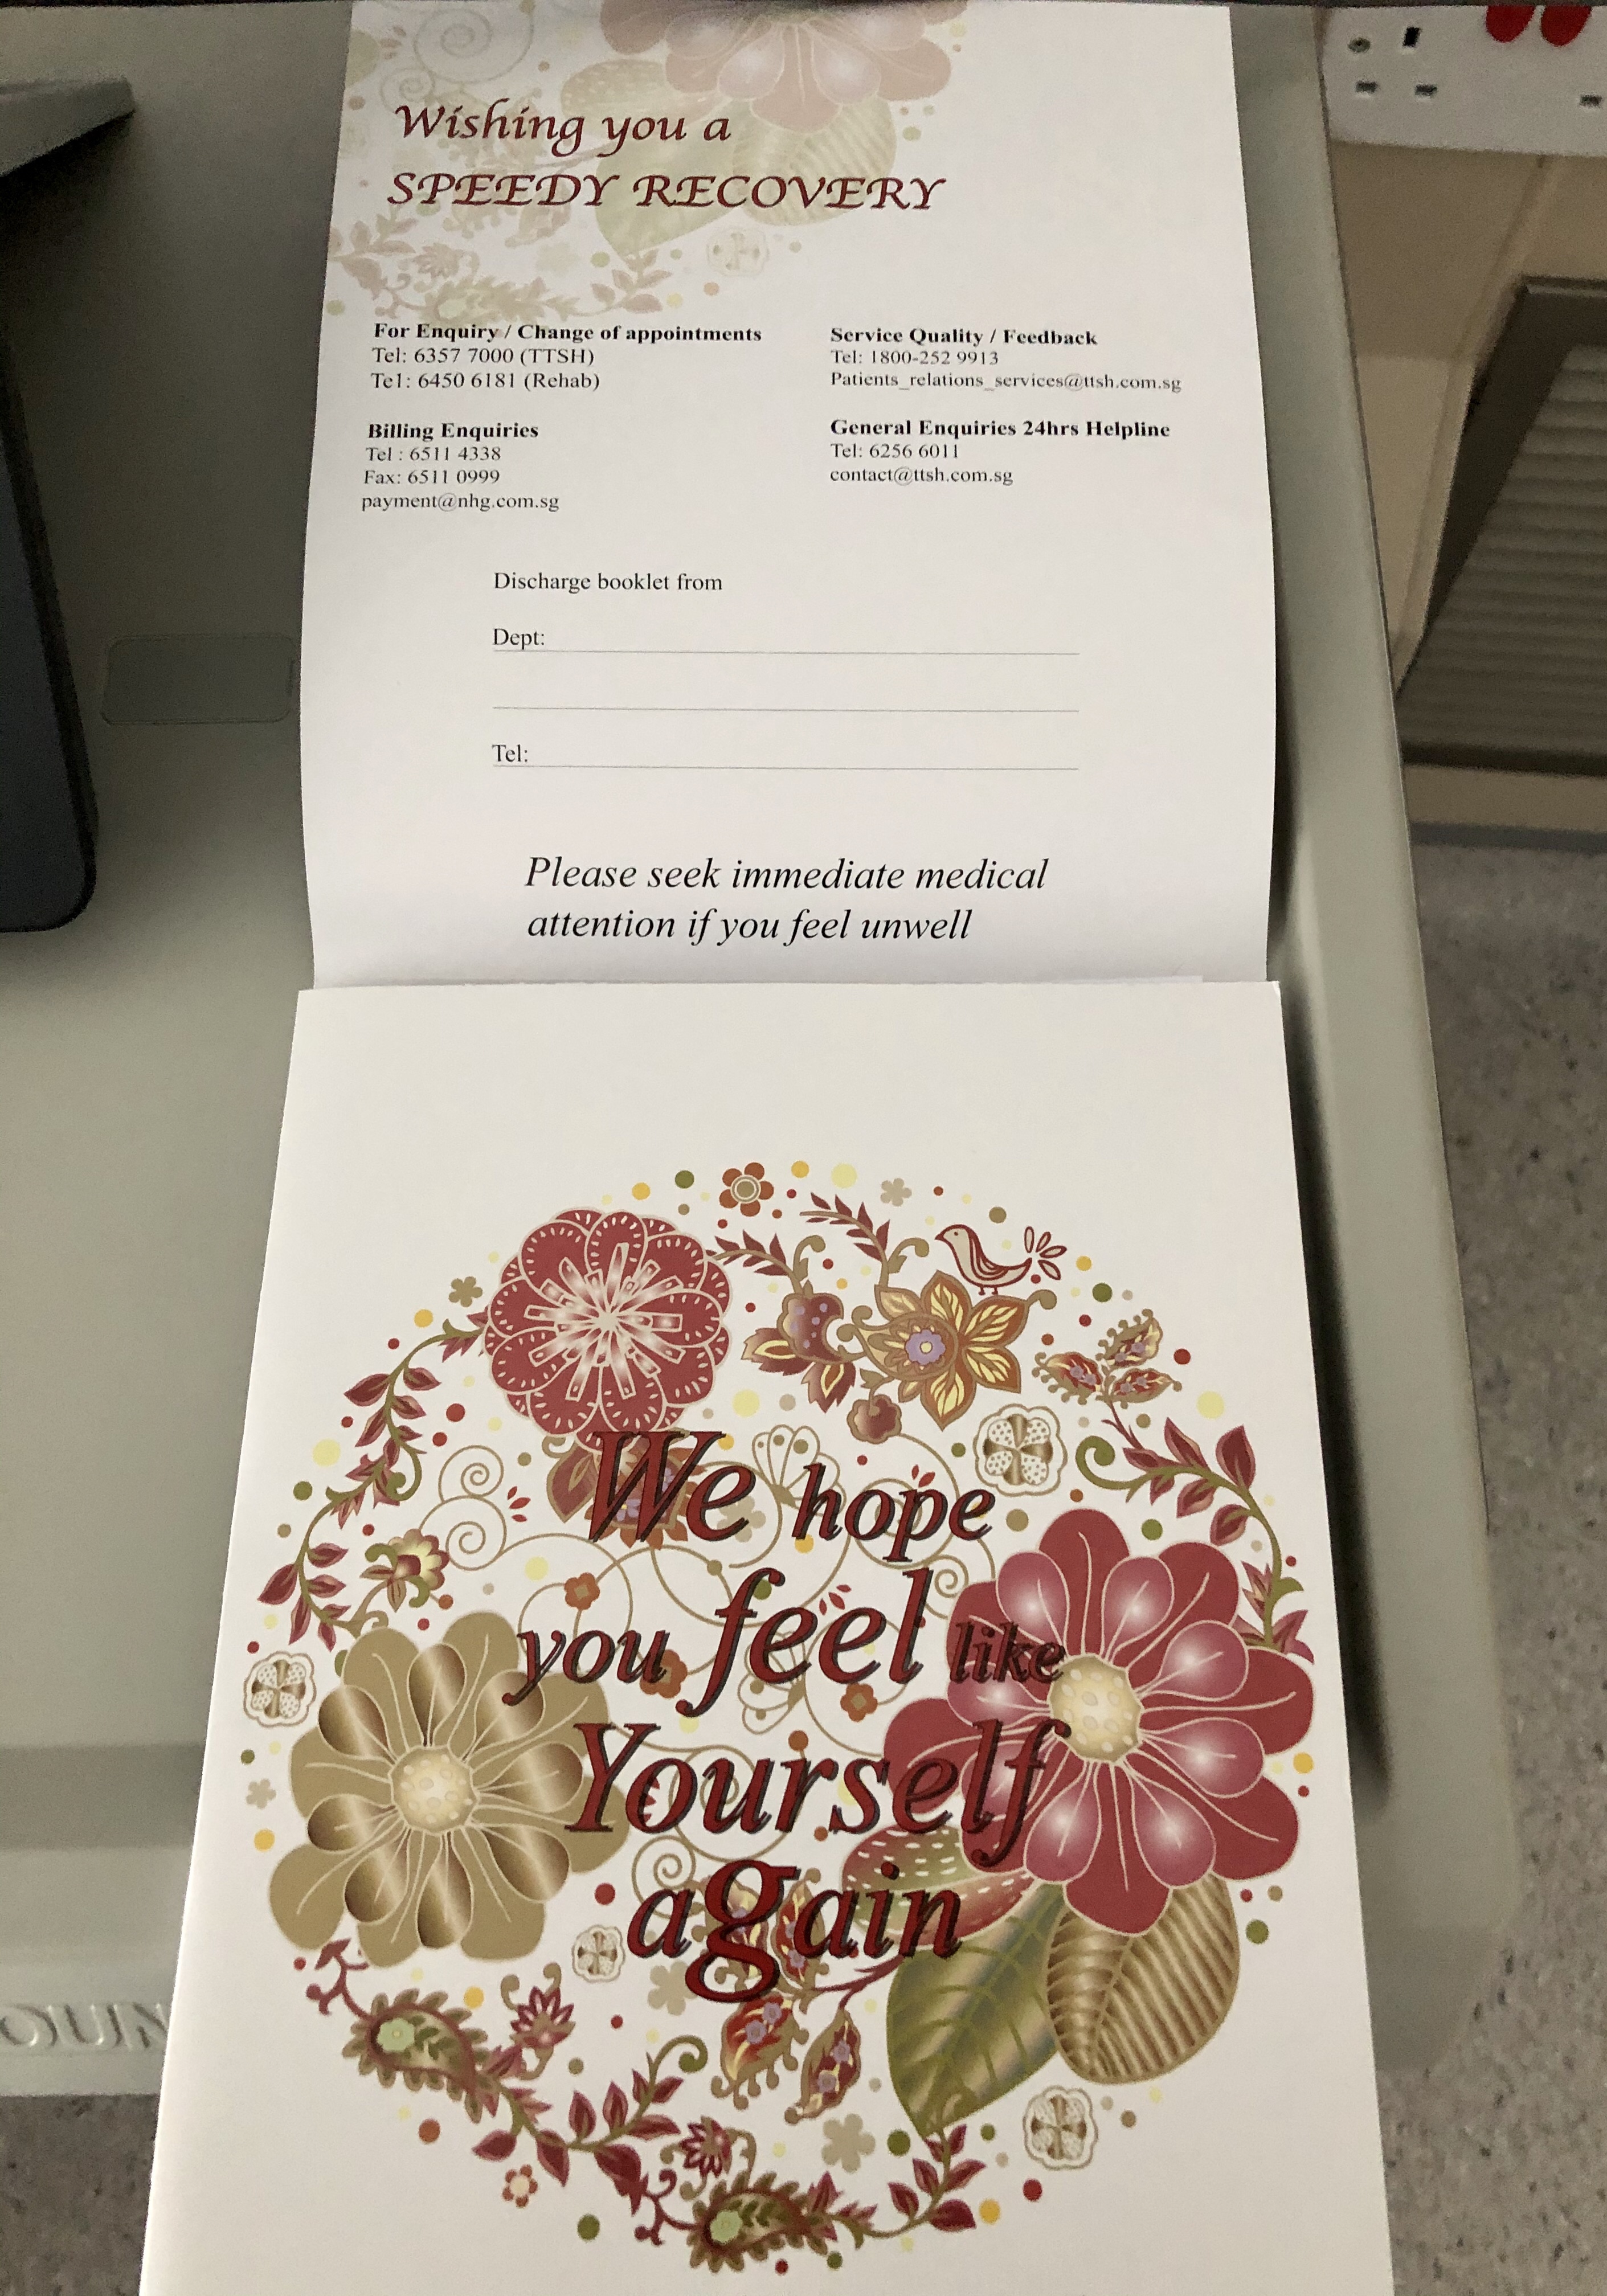 Wishing you a
SPEEDY RECOVERY
For Enquiry / Change of appointments
Tel: 6357 7000 (TTSH)
Tel: 6450 6181 (Rehab)
Service Quality / Feedback
Tel: 1800-252 9913
Patients_relations_services@ttsh.com.sg
Billing Enquiries
Tel : 6511 4338
Fax: 6511 0999
payment@nhg.com.sg
General Enquiries 24hrs Helpline
Tel: 6256 6011
contact@ttsh.com.sg
Discharge booklet from
Dept:
Tel:
Please seek immediate medical
attention if you feel unwell
We hope
you feel like
Yourself
again